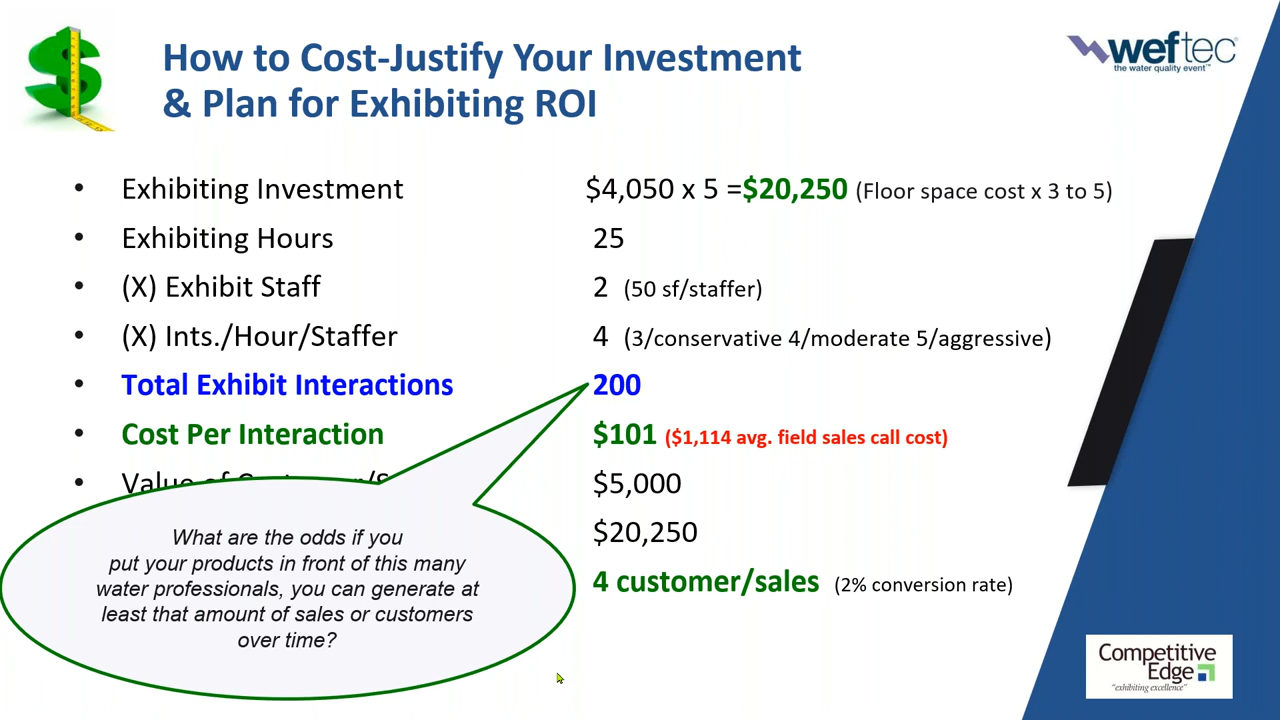 How to Cost-Justify Your Investment
& Plan for Exhibiting ROI
weftec®
the water quality event™
• Exhibiting Investment $4,050 x 5 =$20,250 (Floor space cost x 3 to 5)
• Exhibiting Hours 25
• (X) Exhibit Staff 2 (50 sf/staffer)
• (X) Ints./Hour/Staffer 4 (3/conservative 4/moderate 5/aggressive)
• Total Exhibit Interactions 200
• Cost Per Interaction $101 ($1,114 avg. field sales call cost)
• Value of $5,000
$20,250
4 customer/sales (2% conversion rate)
What are the odds if you
put your products in front of this many
water professionals, you can generate at
least that amount of sales or customers
over time?
Competitive
Edge
"exhibiting excellence"